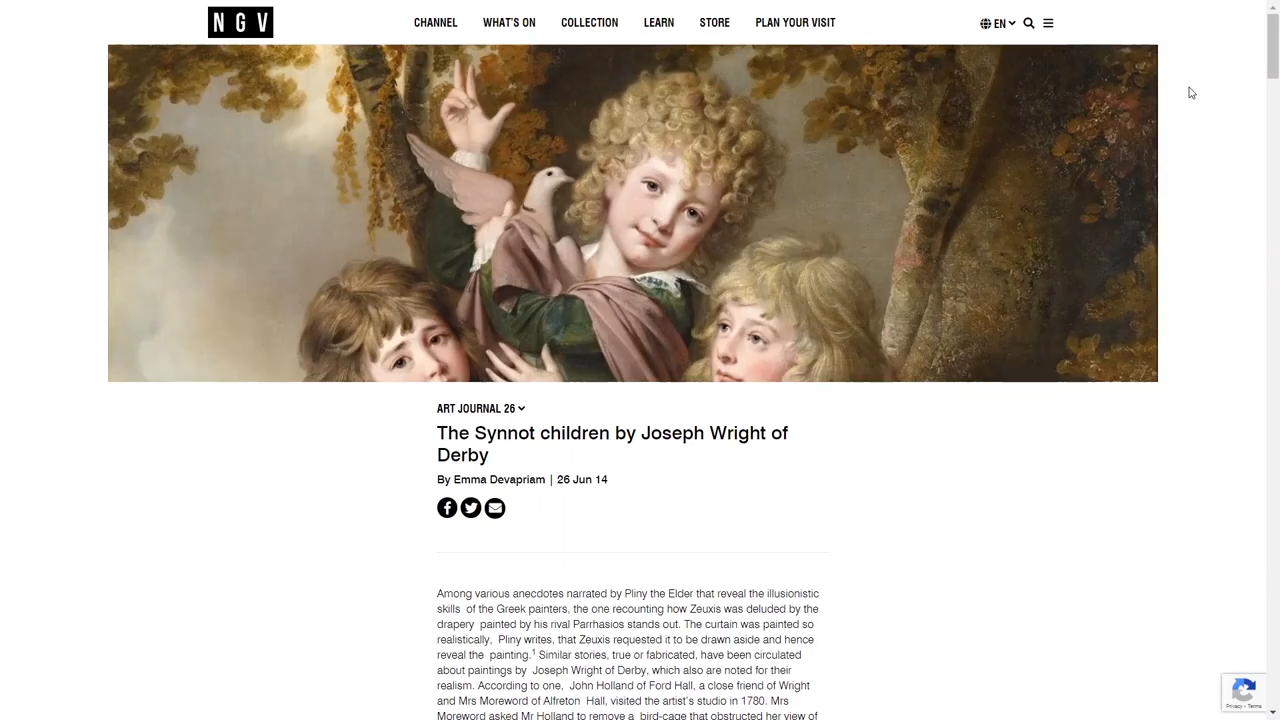 NGV
CHANNEL WHAT'S ON COLLECTION LEARN STORE PLAN YOUR VISIT EN
ART JOURNAL 26
The Synnot children by Joseph Wright of
Derby
By Emma Devapriam | 26 Jun 14
Among various anecdotes narrated by Pliny the Elder that reveal the illusionistic
skills of the Greek painters, the one recounting how Zeuxis was deluded by the
drapery painted by his rival Parrhasios stands out. The curtain was painted so
realistically, Pliny writes, that Zeuxis requested it to be drawn aside and hence
reveal the painting.1 Similar stories, true or fabricated, have been circulated
about paintings by Joseph Wright of Derby, which also are noted for their
realism. According to one, John Holland of Ford Hall, a close friend of Wright
and Mrs Moreword of Alfreton Hall, visited the artist's studio in 1780. Mrs
Moreword asked Mr Holland to remove a bird-cage that obstructed her view of
Privacy - Terms